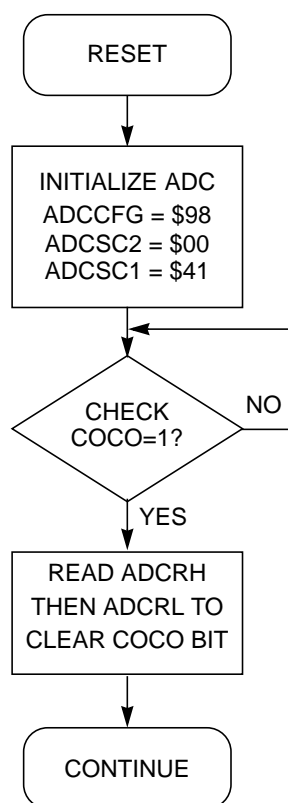 RESET
INITIALIZE ADC
ADCCFG = $98
ADCSC2 = $00
ADCSC1 = $41
CHECK
COCO=1?
NO
YES
READ ADCRH
THEN ADCRL TO
CLEAR COCO BIT
CONTINUE